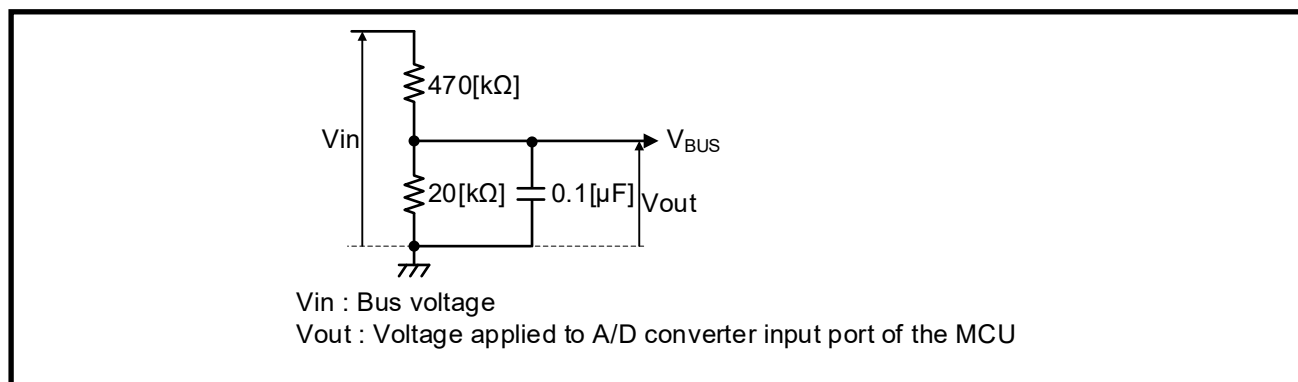 470[kΩ]
Vin
V_BUS
20[kΩ]
0.1[µF]
Vout
Vin : Bus voltage
Vout : Voltage applied to A/D converter input port of the MCU